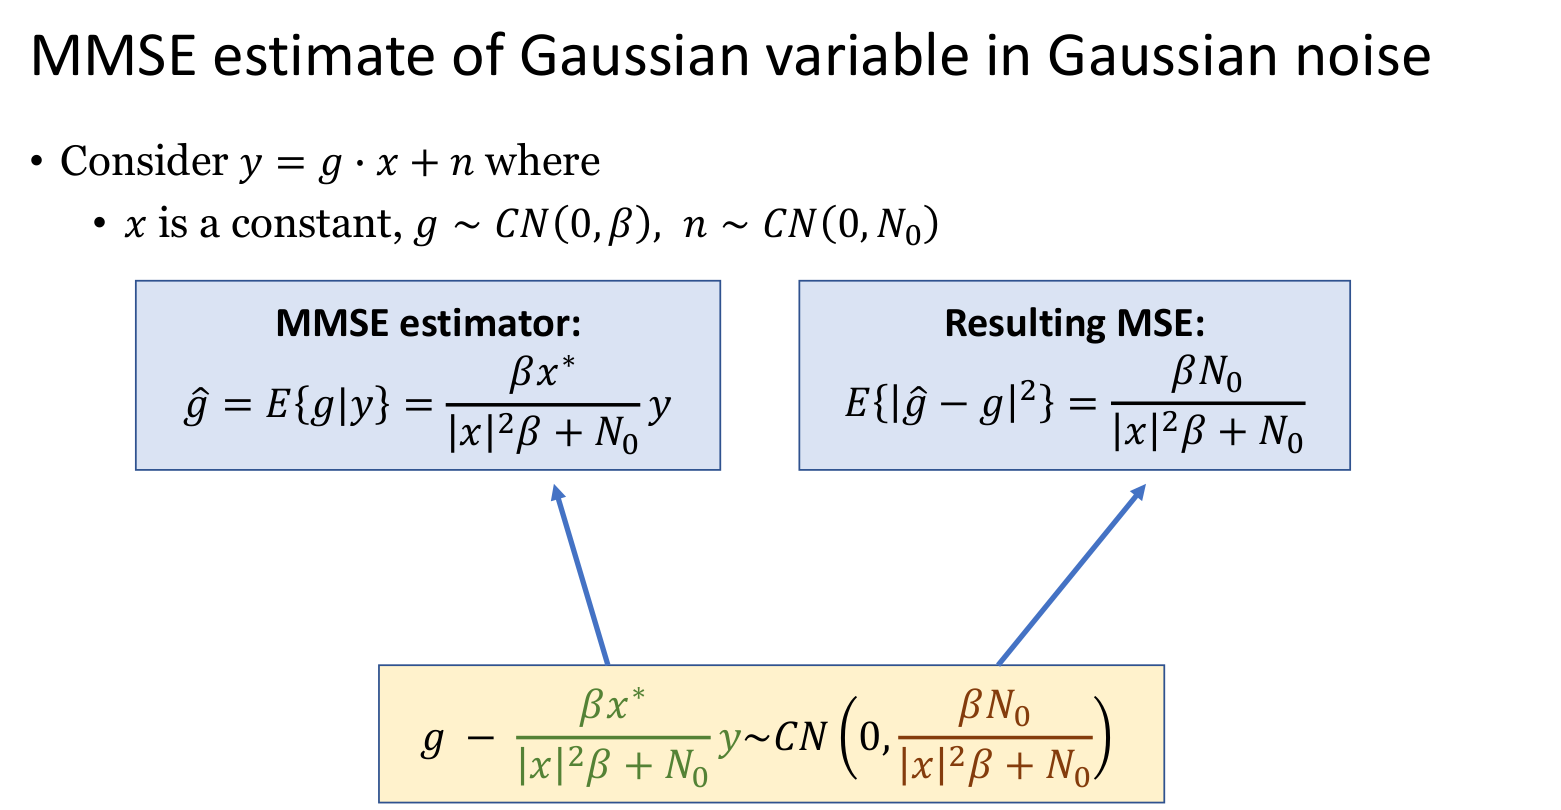 MMSE estimate of Gaussian variable in Gaussian noise
• Consider y = g · x + n where
• x is a constant, g ~ CN(0, β), n ~ CN(0, N₀)
MMSE estimator:
ĝ = E{g|y} = βx* / (|x|²β + N₀) y
Resulting MSE:
E{|ĝ − g|²} = βN₀ / (|x|²β + N₀)
g − βx* / (|x|²β + N₀) y~CN(0, βN₀ / (|x|²β + N₀))